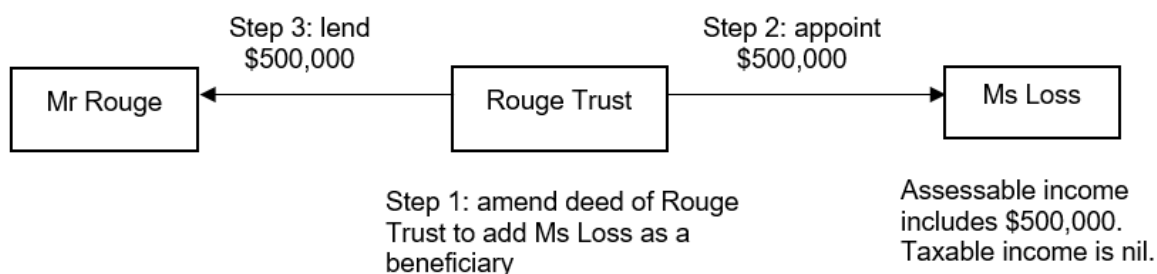 Step 3: lend
$500,000
Step 2: appoint
$500,000
Mr Rouge
Rouge Trust
Ms Loss
Step 1: amend deed of Rouge
Trust to add Ms Loss as a
beneficiary
Assessable income
includes $500,000.
Taxable income is nil.